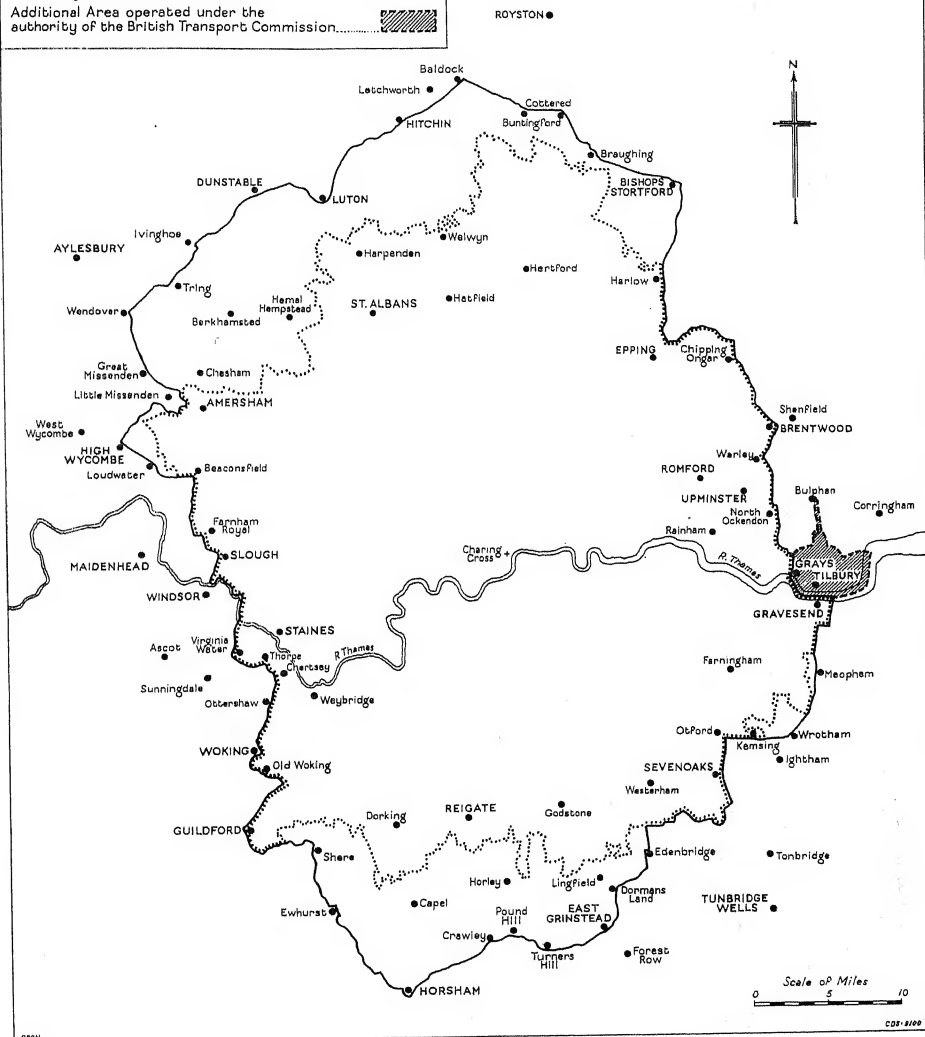 Additional Area operated under the
authority of the British Transport Commission
ROYSTON
N
Baldock
Letchworth
Cottered
HITCHIN
Buntingford
Braughing
DUNSTABLE
BISHOPS
STORTFORD
LUTON
Ivinghoe
Welwyn
AYLESBURY
Harpenden
Hertford
Harlow
Tring
Hemel
Hempstead
ST. ALBANS
Hatfield
Wendover
Berkhamsted
EPPING
Chipping
Ongar
Great
Missenden
Chesham
Little Missenden
AMERSHAM
Shenfield
West
Wycombe
BRENTWOOD
HIGH
WYCOMBE
Warley
Loudwater
Beaconsfield
ROMFORD
UPMINSTER
Bulphan
North
Ockendon
Corringham
Farnham
Royal
Rainham
Charing
Cross
SLOUGH
R. Thames
MAIDENHEAD
GRAYS
TILBURY
WINDSOR
GRAVESEND
STAINES
Virginia
Water
Ascot
Thorpe
R Thames
Farningham
Chertsey
Meopham
Sunningdale
Weybridge
Ottershaw
Otford
Wrotham
Kemsing
WOKING
Ightham
Old Woking
SEVENOAKS
Westerham
REIGATE
Godstone
Dorking
GUILDFORD
Shere
Edenbridge
Tonbridge
Horley
Lingfield
Dormans
Land
Capel
TUNBRIDGE
WELLS
Ewhurst
Pound
Hill
EAST
GRINSTEAD
Crawley
Turners
Hill
Forest
Row
Scale of Miles
HORSHAM
0 5 10
CDS·8100